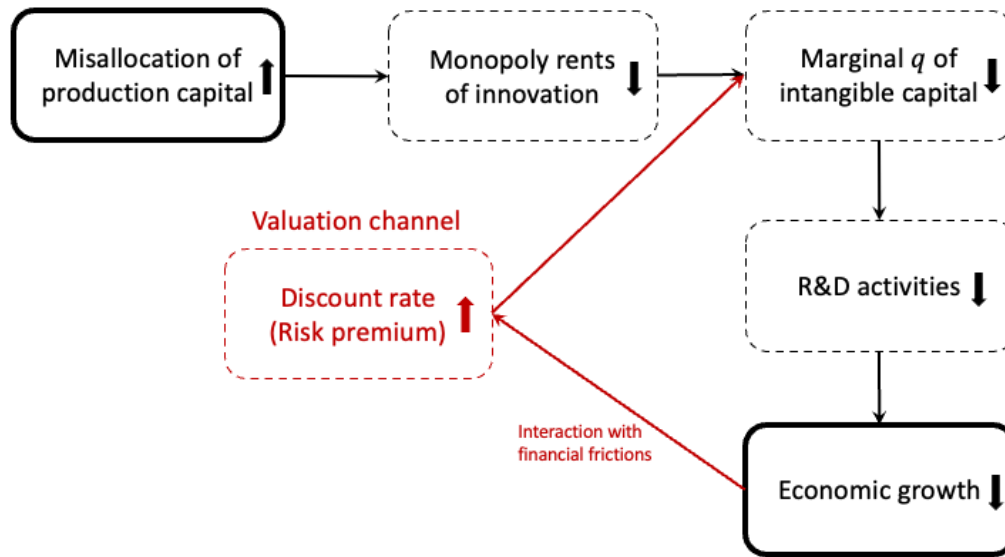 Misallocation of
production capital
Monopoly rents
of innovation
Marginal q of
intangible capital
Valuation channel
Discount rate
(Risk premium)
R&D activities
Interaction with
financial frictions
Economic growth